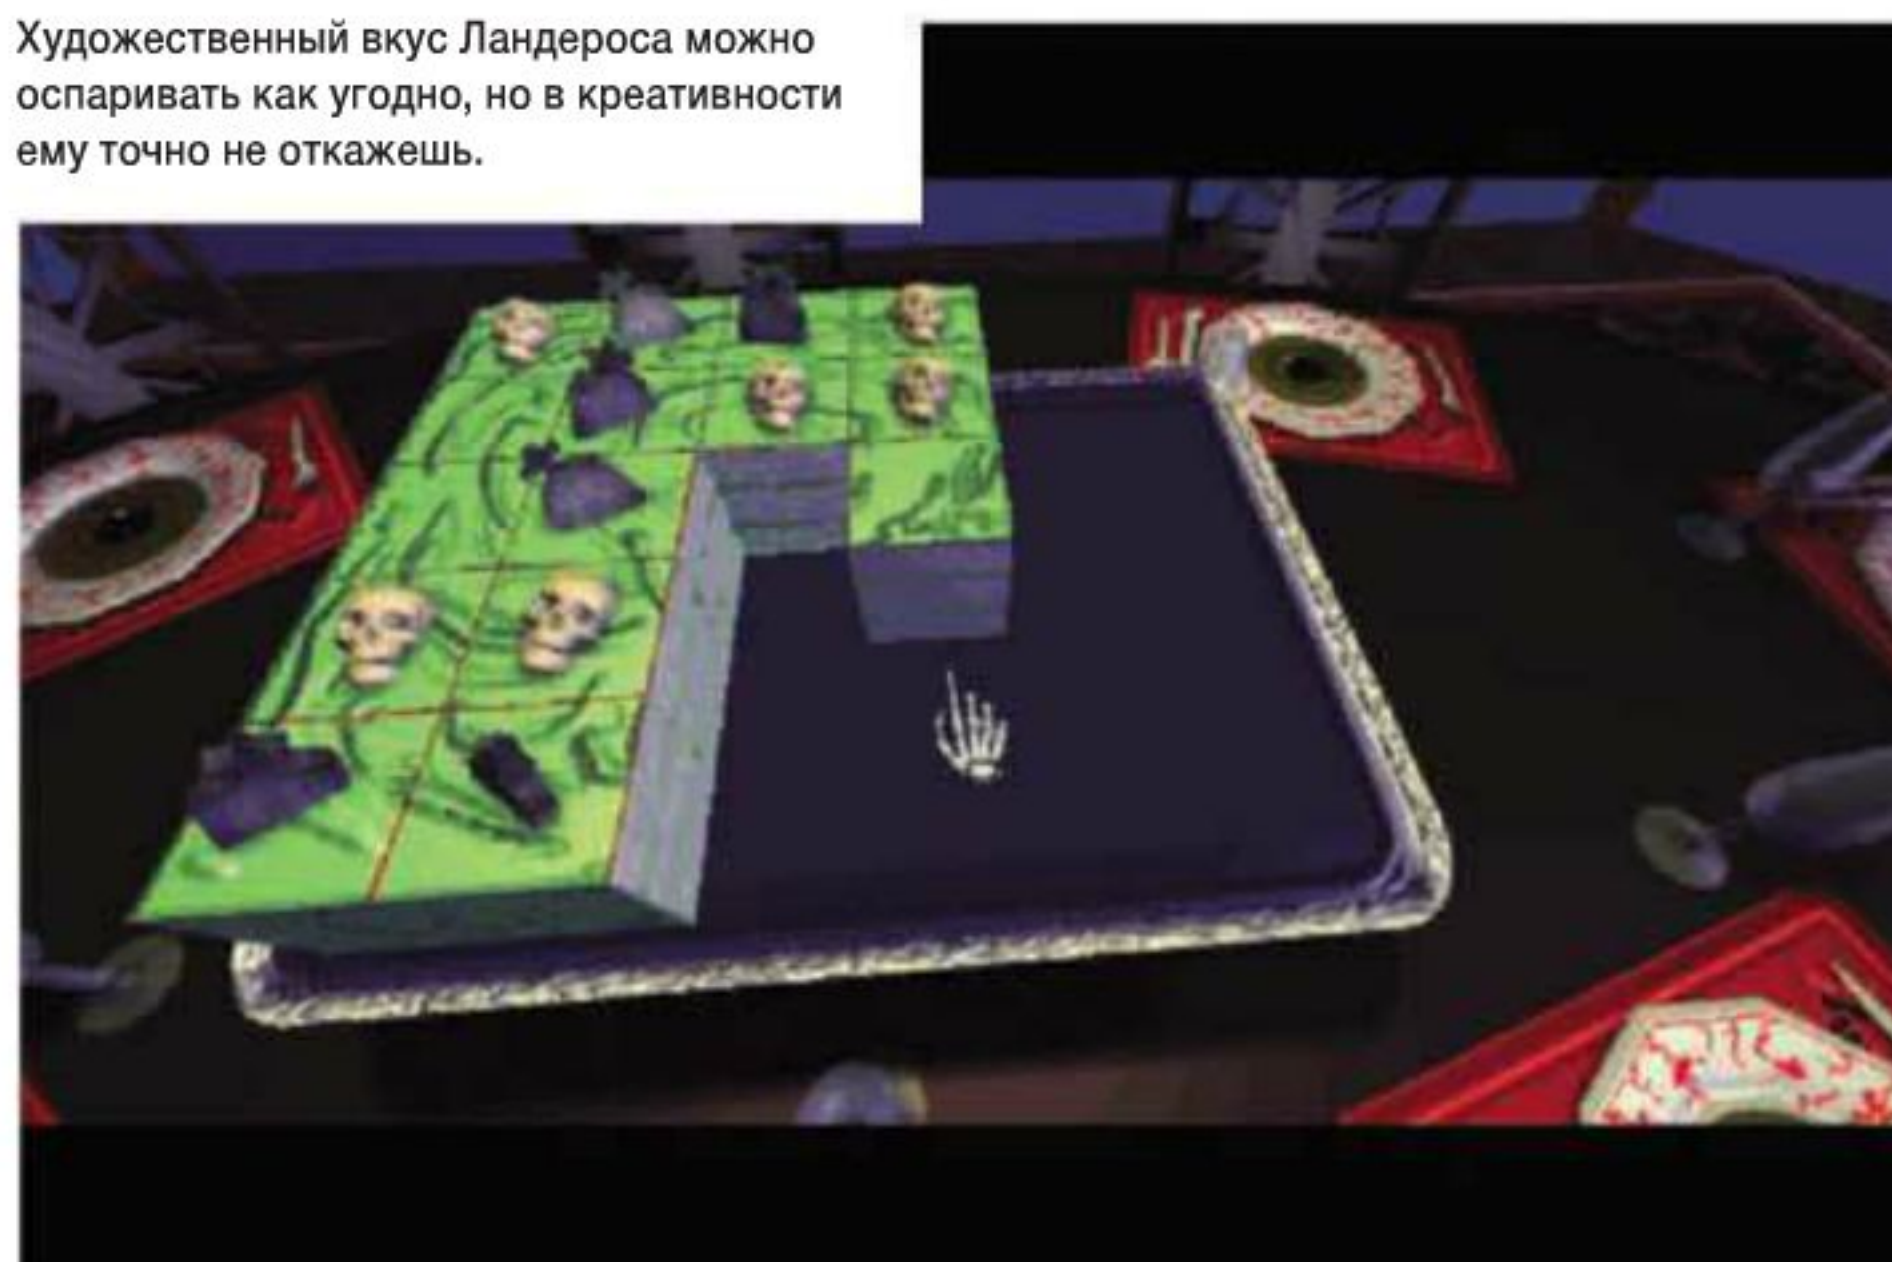 Художественный вкус Ландероса можно
оспаривать как угодно, но в креативности
ему точно не откажешь.